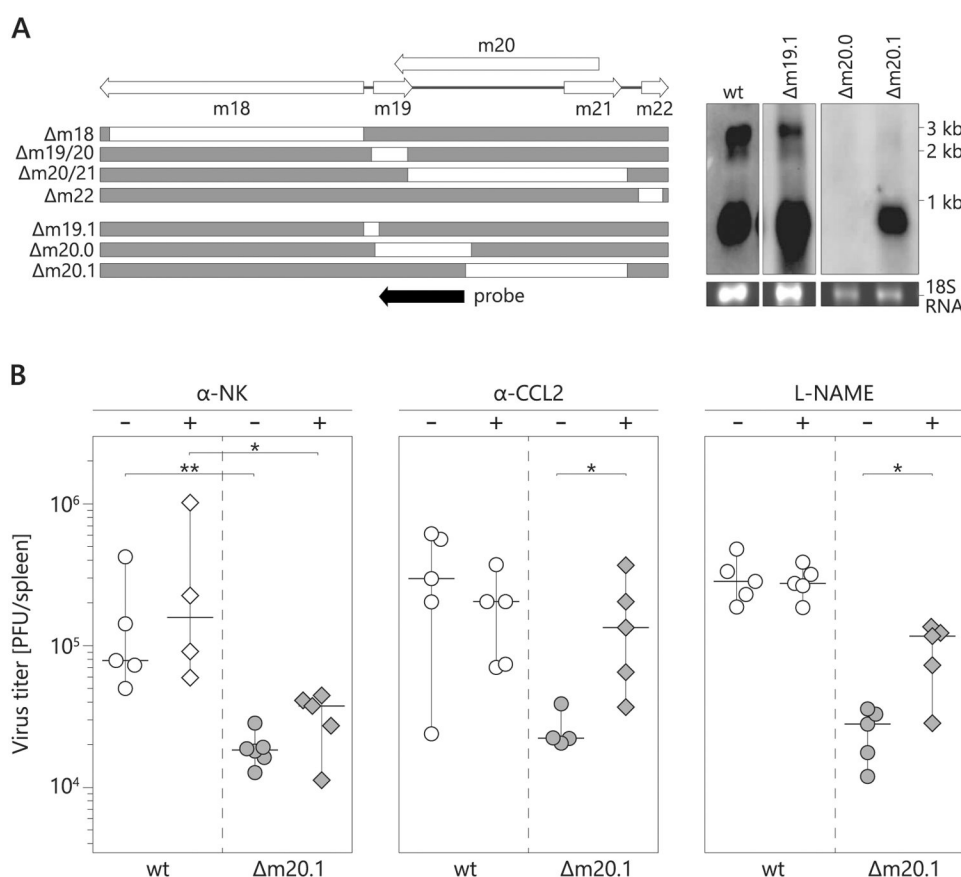 A
m20
m18 m19 m21 m22
Δm18
Δm19/20
Δm20/21
Δm22
Δm19.1
Δm20.0
Δm20.1
probe
wt Δm19.1 Δm20.0 Δm20.1
3 kb
2 kb
1 kb
18S
RNA
B
α-NK α-CCL2 L-NAME
– + – + – + – + – + – +
** * * *
Virus titer [PFU/spleen]
10⁶
10⁵
10⁴
wt Δm20.1 wt Δm20.1 wt Δm20.1